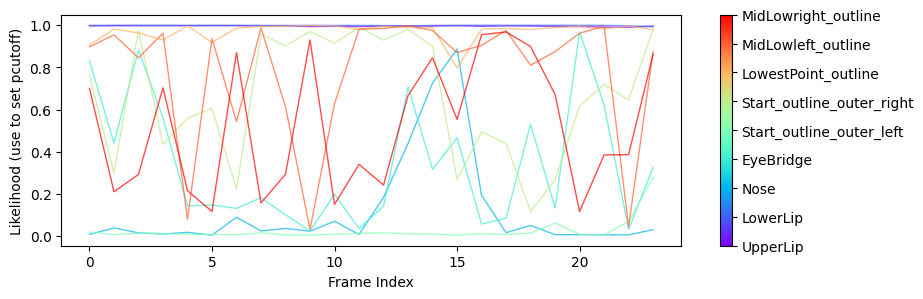 1.0
0.8
0.6
0.4
0.2
0.0
Likelihood (use to set pcutoff)
0
5
10
15
20
Frame Index
MidLowright_outline
MidLowleft_outline
LowestPoint_outline
Start_outline_outer_right
Start_outline_outer_left
EyeBridge
Nose
LowerLip
UpperLip